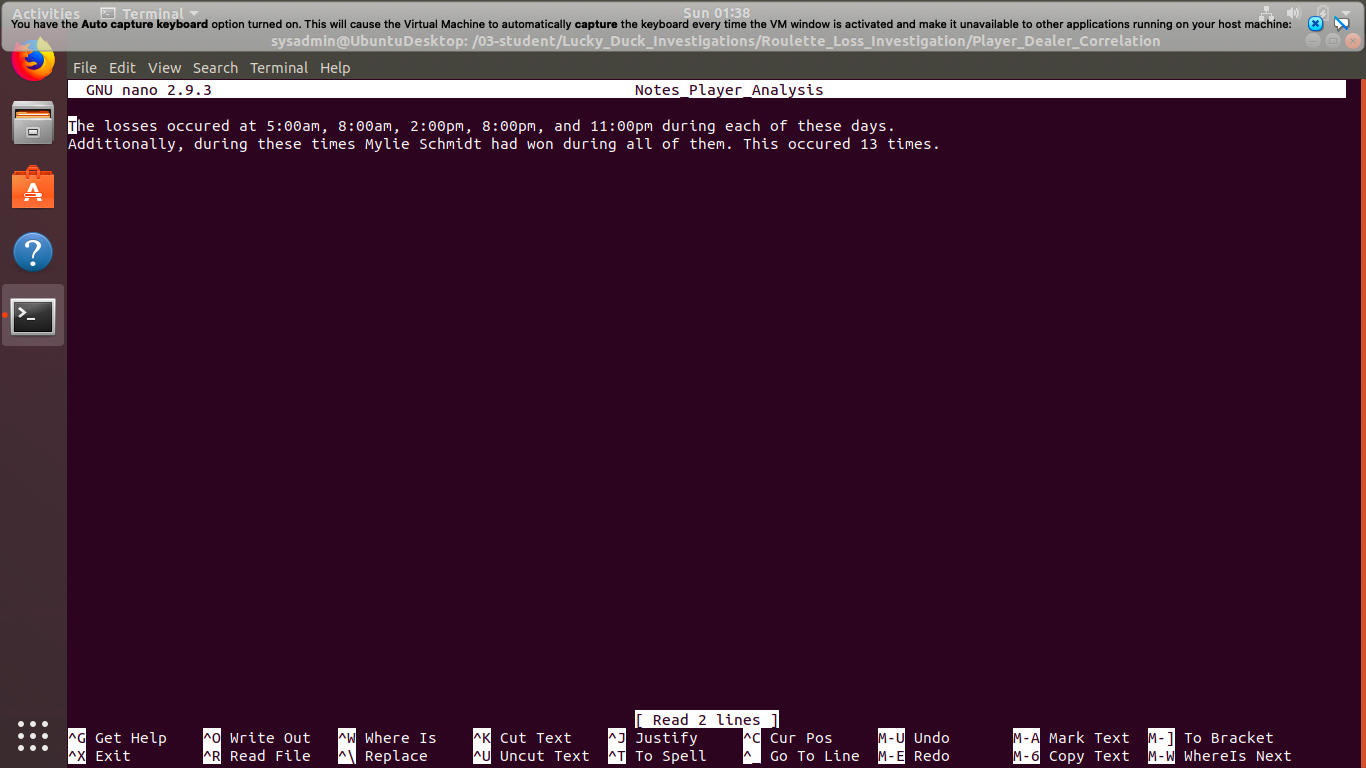 Activities Terminal Sun 01:38
You have the Auto capture keyboard option turned on. This will cause the Virtual Machine to automatically capture the keyboard every time the VM window is activated and make it unavailable to other applications running on your host machine:
sysadmin@UbuntuDesktop: /03-student/Lucky_Duck_Investigations/Roulette_Loss_Investigation/Player_Dealer_Correlation
File Edit View Search Terminal Help
GNU nano 2.9.3 Notes_Player_Analysis
The losses occured at 5:00am, 8:00am, 2:00pm, 8:00pm, and 11:00pm during each of these days.
Additionally, during these times Mylie Schmidt had won during all of them. This occured 13 times.
[ Read 2 lines ]
^G Get Help ^O Write Out ^W Where Is ^K Cut Text ^J Justify ^C Cur Pos M-U Undo M-A Mark Text M-] To Bracket
^X Exit ^R Read File ^\ Replace ^U Uncut Text ^T To Spell ^_ Go To Line M-E Redo M-6 Copy Text M-W WhereIs Next